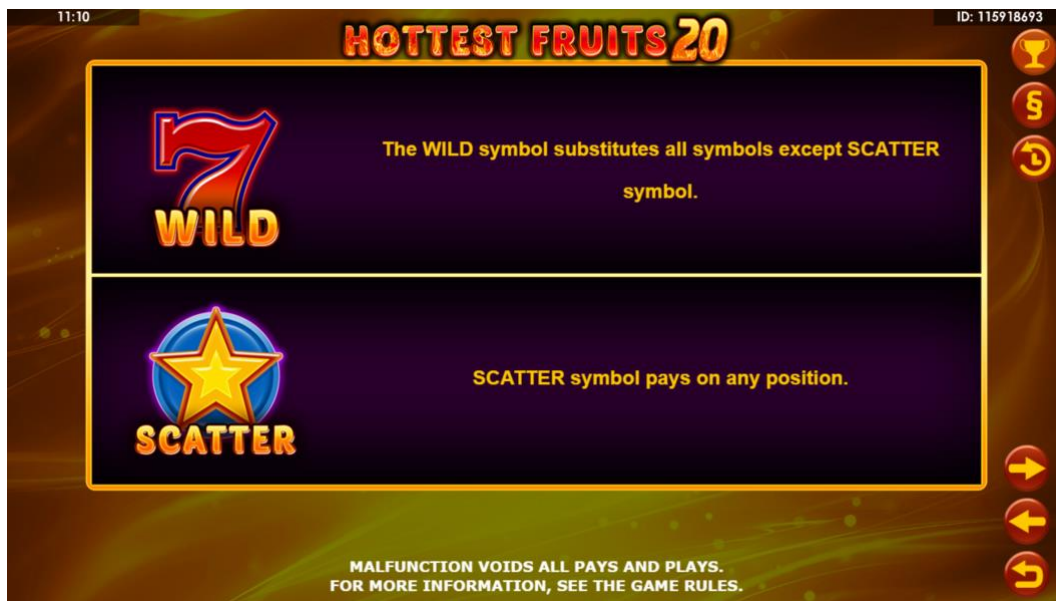 11:10
ID: 115918693
HOTTEST FRUITS 20
§
7
WILD
The WILD symbol substitutes all symbols except SCATTER
symbol.
SCATTER
SCATTER symbol pays on any position.
MALFUNCTION VOIDS ALL PAYS AND PLAYS.
FOR MORE INFORMATION, SEE THE GAME RULES.